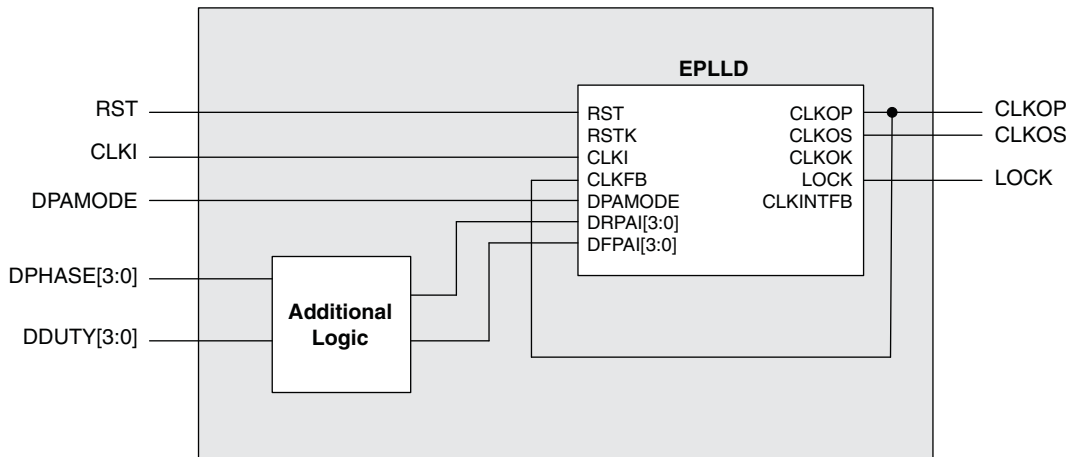 EPLLD
RST
CLKI
DPAMODE
DPHASE[3:0]
DDUTY[3:0]
Additional
Logic
RST
RSTK
CLKI
CLKFB
DPAMODE
DRPAI[3:0]
DFPAI[3:0]
CLKOP
CLKOS
CLKOK
LOCK
CLKINTFB
CLKOP
CLKOS
LOCK